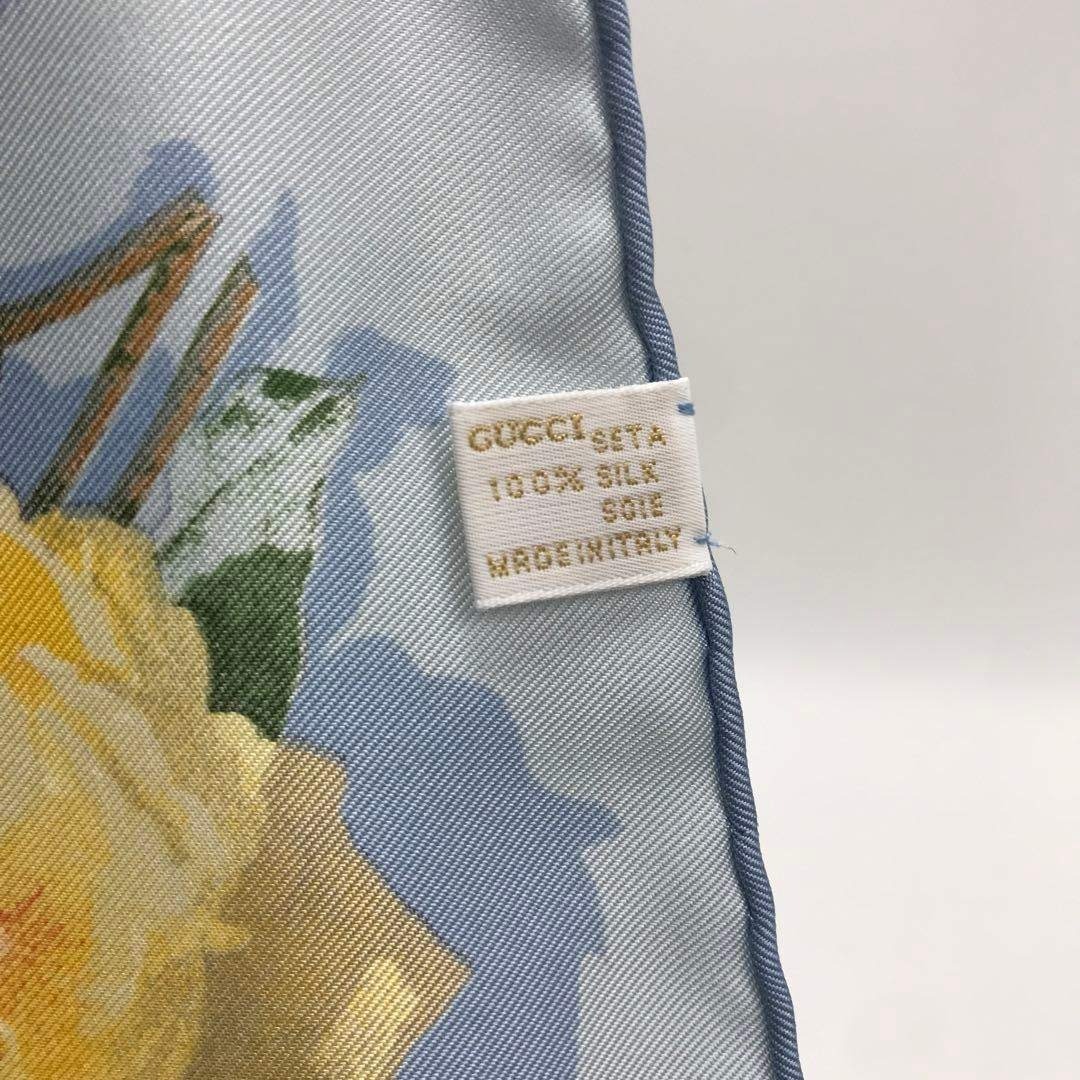 GUCCI SETA
100% SILK
SOIE
MADE IN ITALY